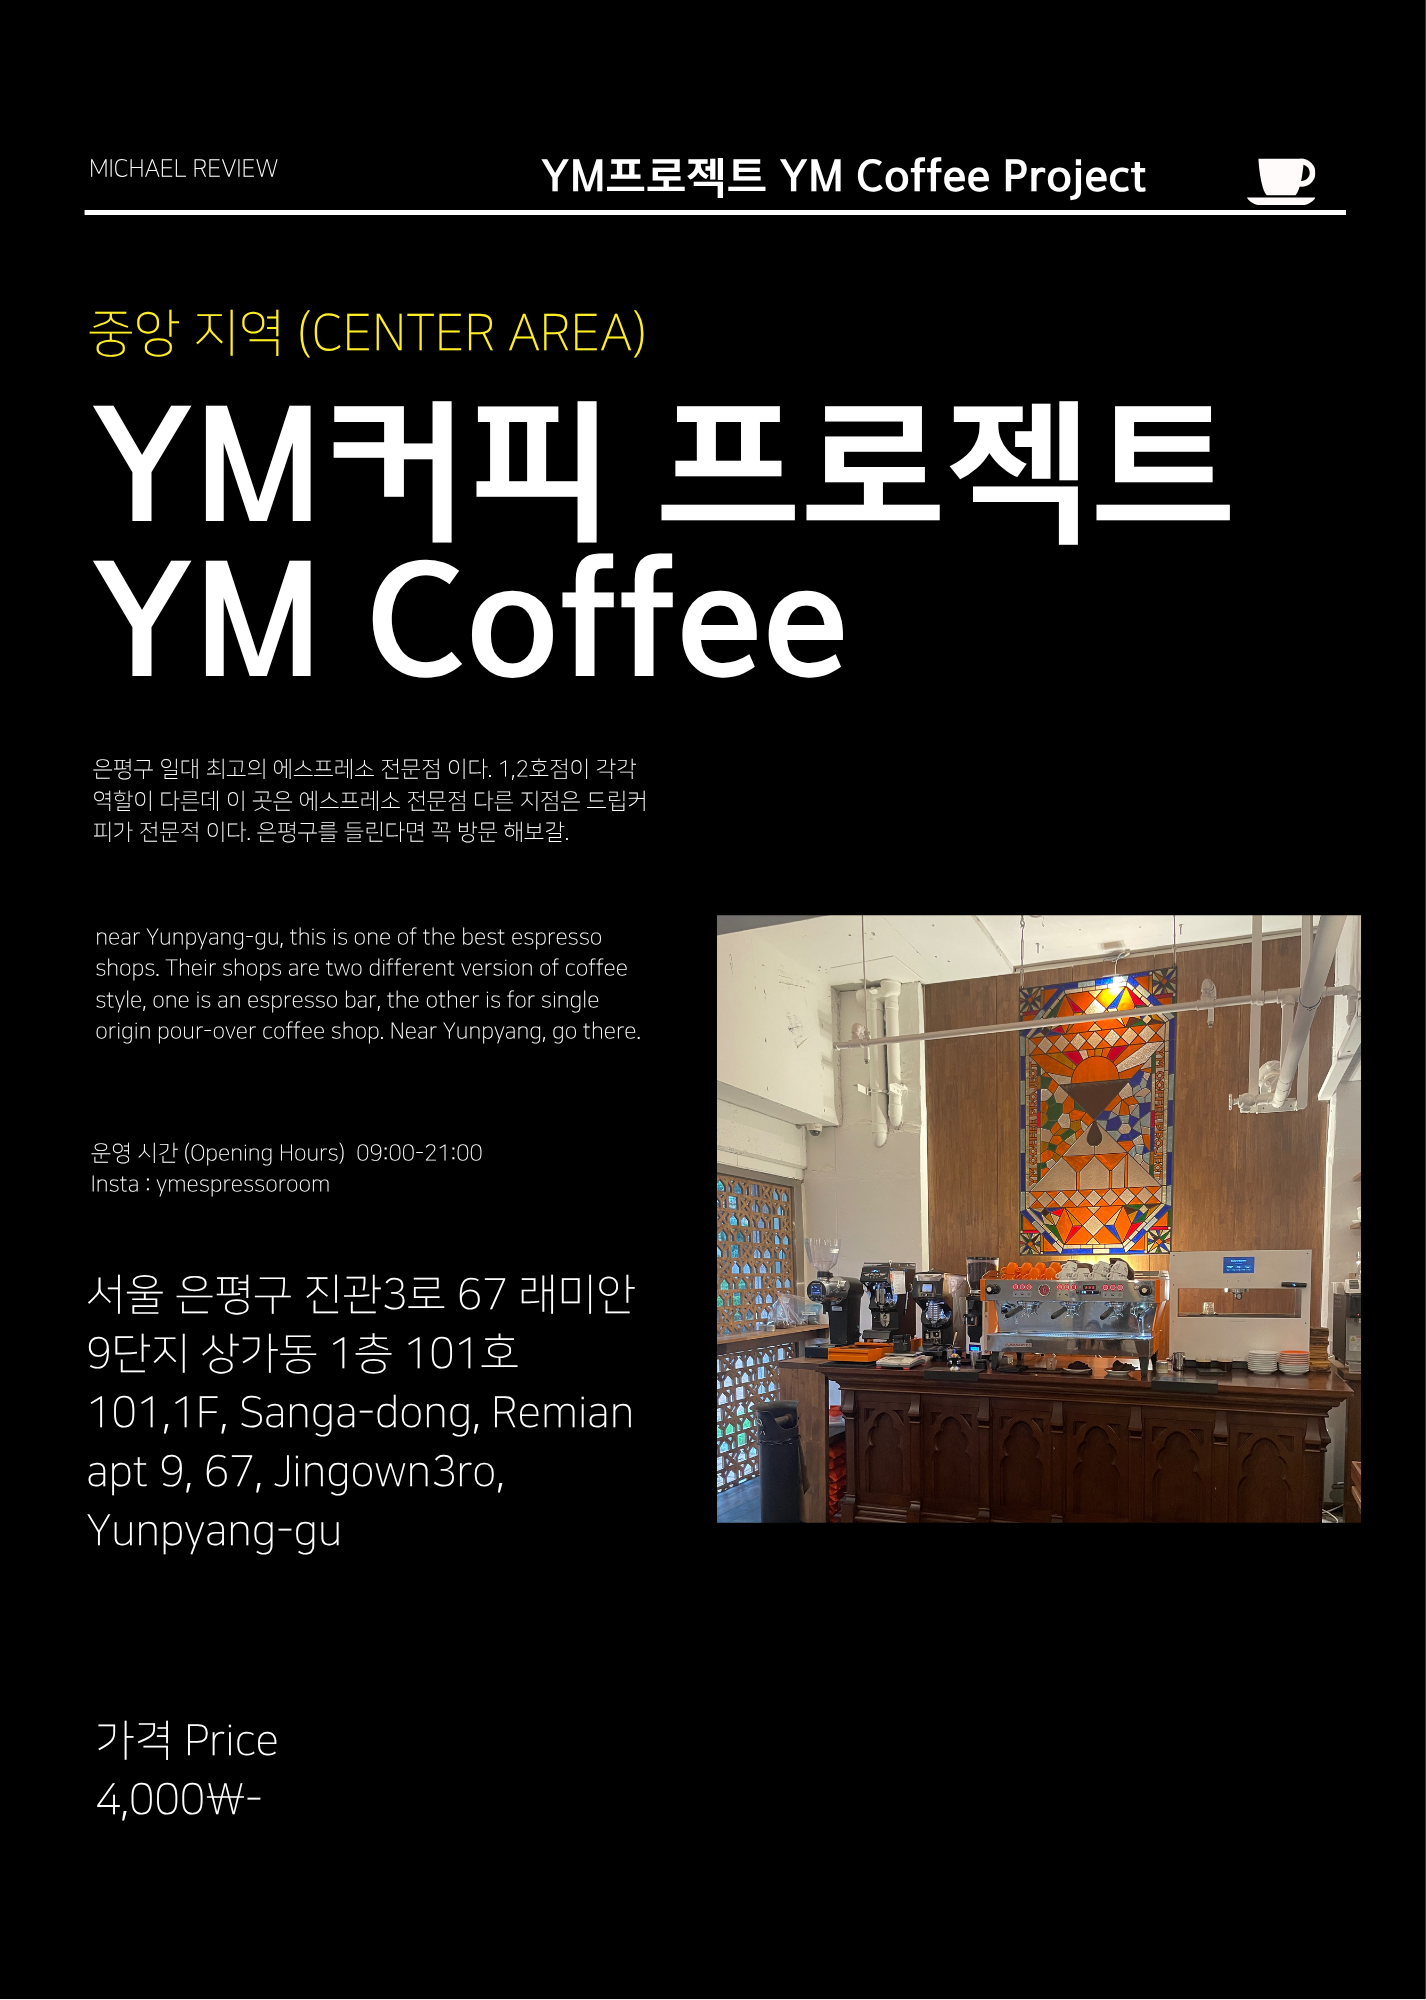 MICHAEL REVIEW
YM프로젝트 YM Coffee Project
중앙 지역 (CENTER AREA)
YM커피 프로젝트
YM Coffee
은평구 일대 최고의 에스프레소 전문점 이다. 1,2호점이 각각
역할이 다른데 이 곳은 에스프레소 전문점 다른 지점은 드립커
피가 전문적 이다. 은평구를 들린다면 꼭 방문 해보갈.
near Yunpyang-gu, this is one of the best espresso
shops. Their shops are two different version of coffee
style, one is an espresso bar, the other is for single
origin pour-over coffee shop. Near Yunpyang, go there.
운영 시간 (Opening Hours)  09:00-21:00
Insta : ymespressoroom
서울 은평구 진관3로 67 래미안
9단지 상가동 1층 101호
101,1F, Sanga-dong, Remian
apt 9, 67, Jingown3ro,
Yunpyang-gu
가격 Price
4,000₩-